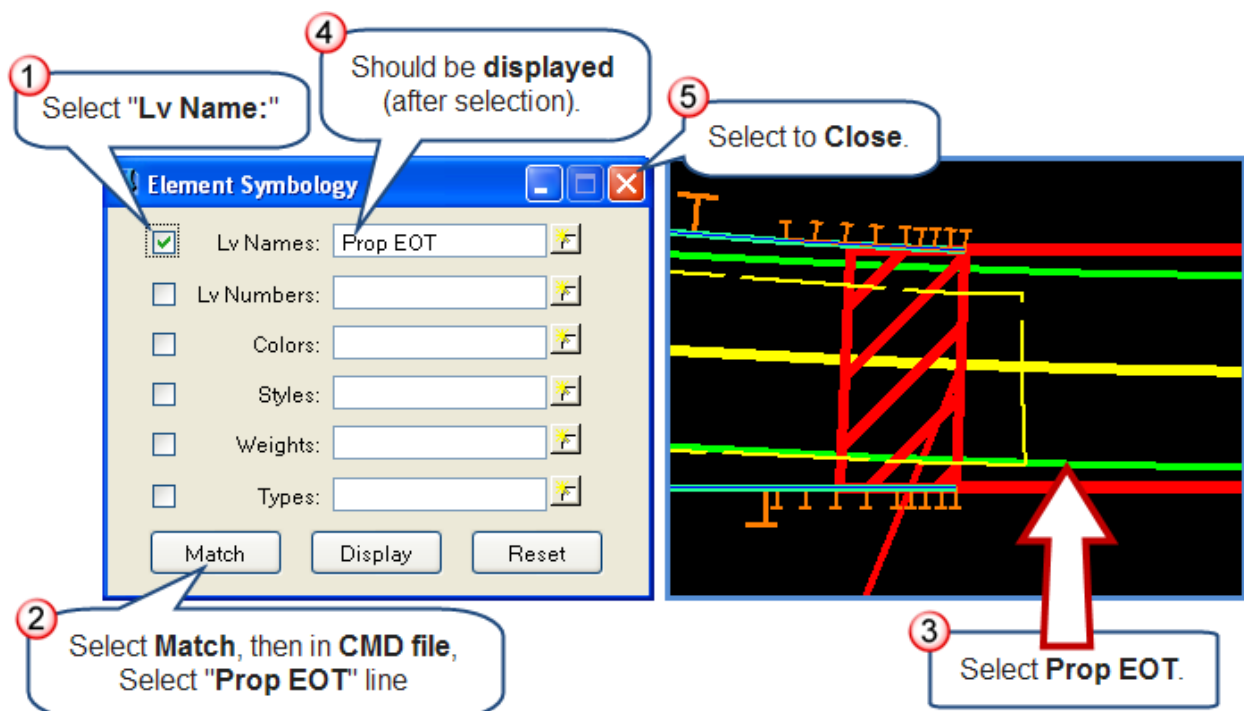 1
Select "Lv Name:"
4
Should be displayed
(after selection).
5
Select to Close.
Element Symbology
Lv Names: Prop EOT
Lv Numbers:
Colors:
Styles:
Weights:
Types:
Match Display Reset
2
Select Match, then in CMD file,
Select "Prop EOT" line
3
Select Prop EOT.